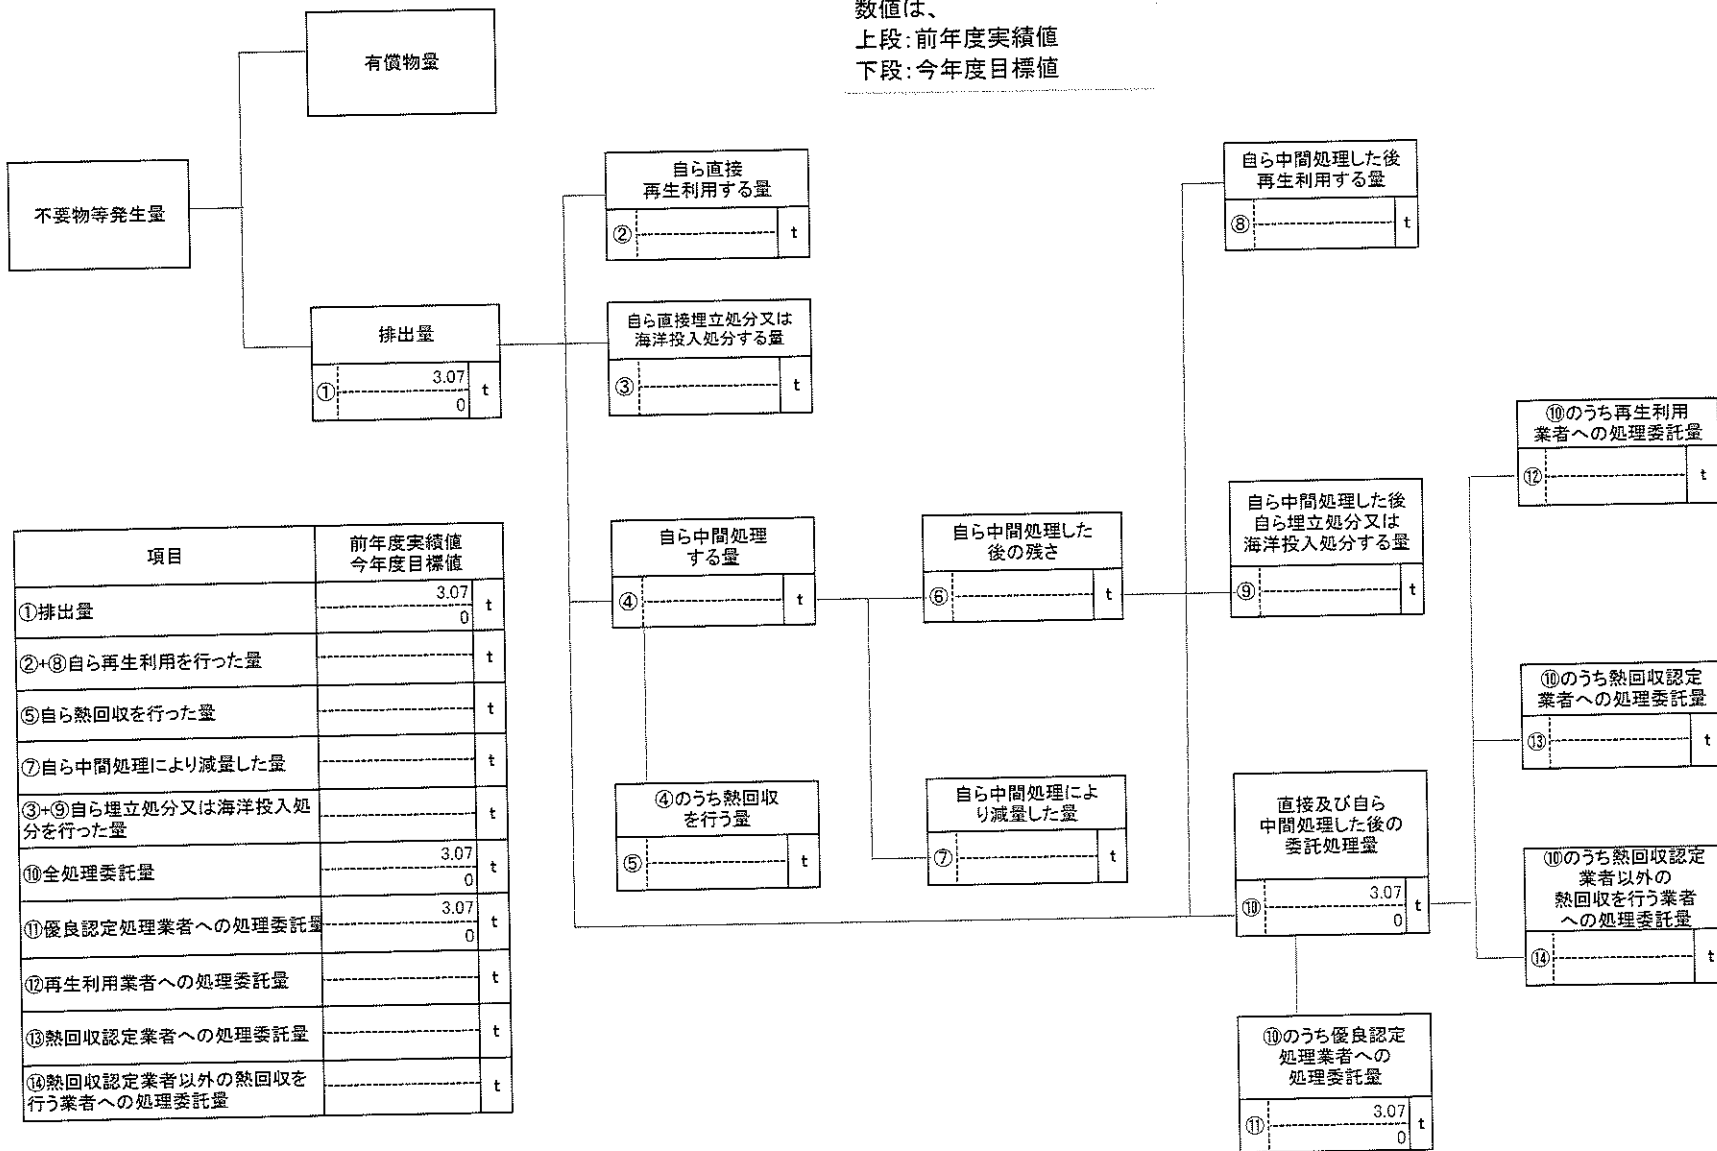 数値は、
上段:前年度実績値
下段:今年度目標値
有償物量
不要物等発生量
排出量
①
3.07
0
t
自ら直接
再生利用する量
②
t
自ら直接埋立処分又は
海洋投入処分する量
③
t
自ら中間処理
する量
④
t
④のうち熱回収
を行う量
⑤
t
自ら中間処理した
後の残さ
⑥
t
自ら中間処理によ
り減量した量
⑦
t
自ら中間処理した後
再生利用する量
⑧
t
自ら中間処理した後
自ら埋立処分又は
海洋投入処分する量
⑨
t
直接及び自ら
中間処理した後の
委託処理量
⑩
3.07
0
t
⑩のうち優良認定
処理業者への
処理委託量
⑪
3.07
0
t
⑩のうち再生利用
業者への処理委託量
⑫
t
⑩のうち熱回収認定
業者への処理委託量
⑬
t
⑩のうち熱回収認定
業者以外の
熱回収を行う業者
への処理委託量
⑭
t
項目
前年度実績値
今年度目標値
①排出量
3.07
0
t
②+⑧自ら再生利用を行った量
t
⑤自ら熱回収を行った量
t
⑦自ら中間処理により減量した量
t
③+⑨自ら埋立処分又は海洋投入処
分を行った量
t
⑩全処理委託量
3.07
0
t
⑪優良認定処理業者への処理委託量
3.07
0
t
⑫再生利用業者への処理委託量
t
⑬熱回収認定業者への処理委託量
t
⑭熱回収認定業者以外の熱回収を
行う業者への処理委託量
t